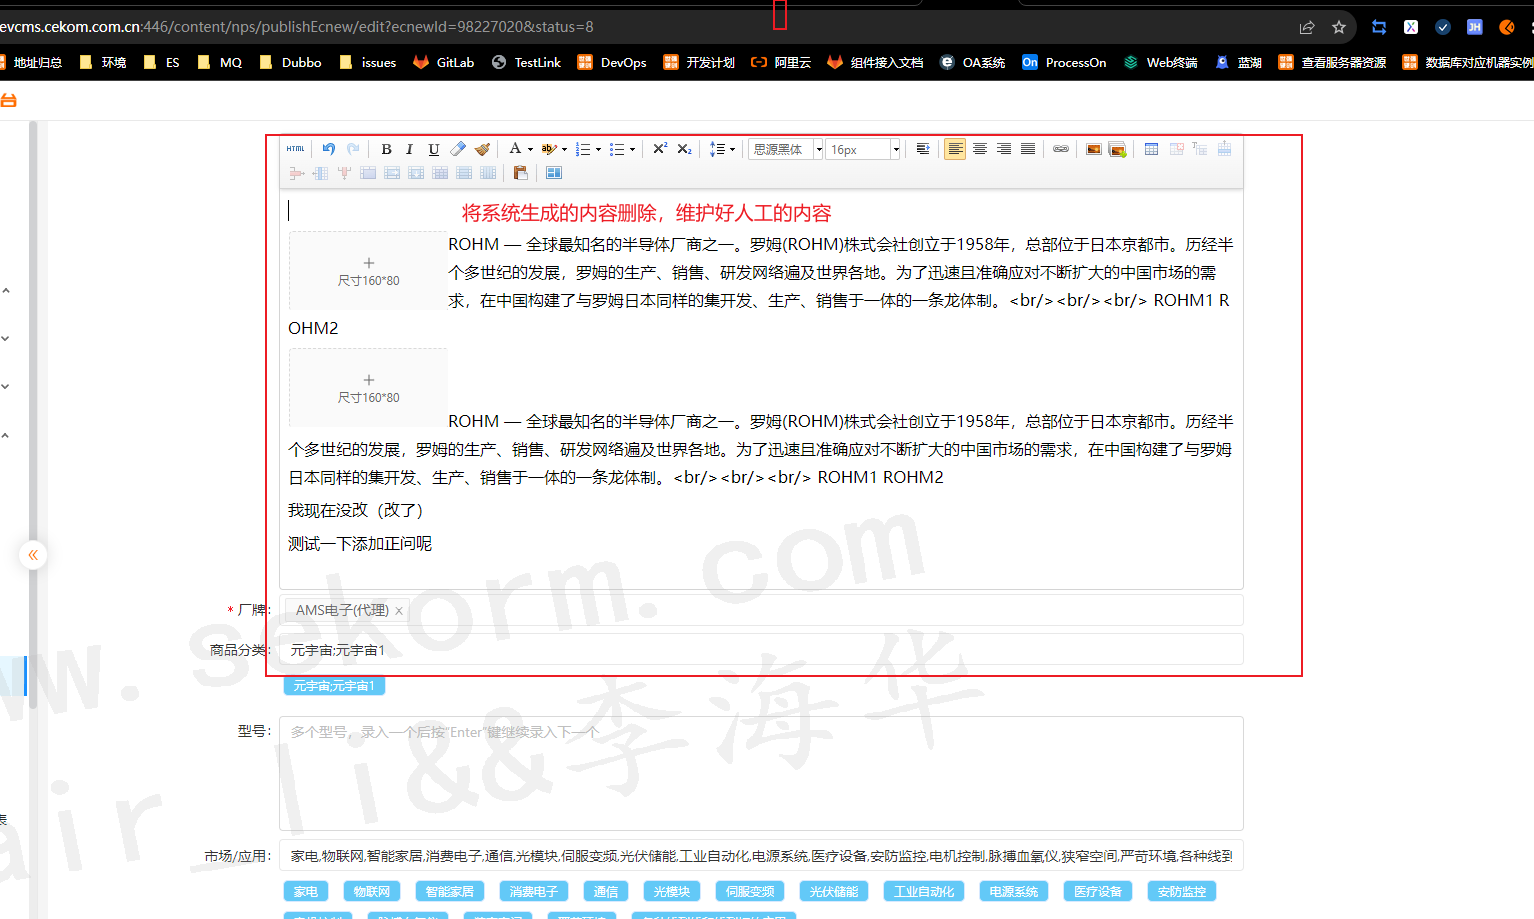 evcms.cekom.com.cn:446/content/nps/publishEcnew/edit?ecnewId=98227020&status=8
地址归总 环境 ES MQ Dubbo issues GitLab TestLink DevOps 开发计划 阿里云 组件接入文档 OA系统 ProcessOn Web终端 蓝湖 查看服务器资源 数据库对应机器实例
HTML B I U A 思源黑体 16px
将系统生成的内容删除，维护好人工的内容
ROHM — 全球最知名的半导体厂商之一。罗姆(ROHM)株式会社创立于1958年，总部位于日本京都市。历经半
个多世纪的发展，罗姆的生产、销售、研发网络遍及世界各地。为了迅速且准确应对不断扩大的中国市场的需
尺寸160*80
求，在中国构建了与罗姆日本同样的集开发、生产、销售于一体的一条龙体制。<br/><br/><br/> ROHM1 R
OHM2
尺寸160*80
ROHM — 全球最知名的半导体厂商之一。罗姆(ROHM)株式会社创立于1958年，总部位于日本京都市。历经半
个多世纪的发展，罗姆的生产、销售、研发网络遍及世界各地。为了迅速且准确应对不断扩大的中国市场的需求，在中国构建了与罗姆
日本同样的集开发、生产、销售于一体的一条龙体制。<br/><br/><br/> ROHM1 ROHM2
我现在没改（改了）
测试一下添加正问呢
* 厂牌: AMS电子(代理) ×
商品分类: 元宇宙;元宇宙1
元宇宙;元宇宙1
型号: 多个型号，录入一个后按"Enter"键继续录入下一个
市场/应用: 家电,物联网,智能家居,消费电子,通信,光模块,伺服变频,光伏储能,工业自动化,电源系统,医疗设备,安防监控,电机控制,脉搏血氧仪,狭窄空间,严苛环境,各种线到
家电 物联网 智能家居 消费电子 通信 光模块 伺服变频 光伏储能 工业自动化 电源系统 医疗设备 安防监控
w.sekorm.com
air_li&&李海华